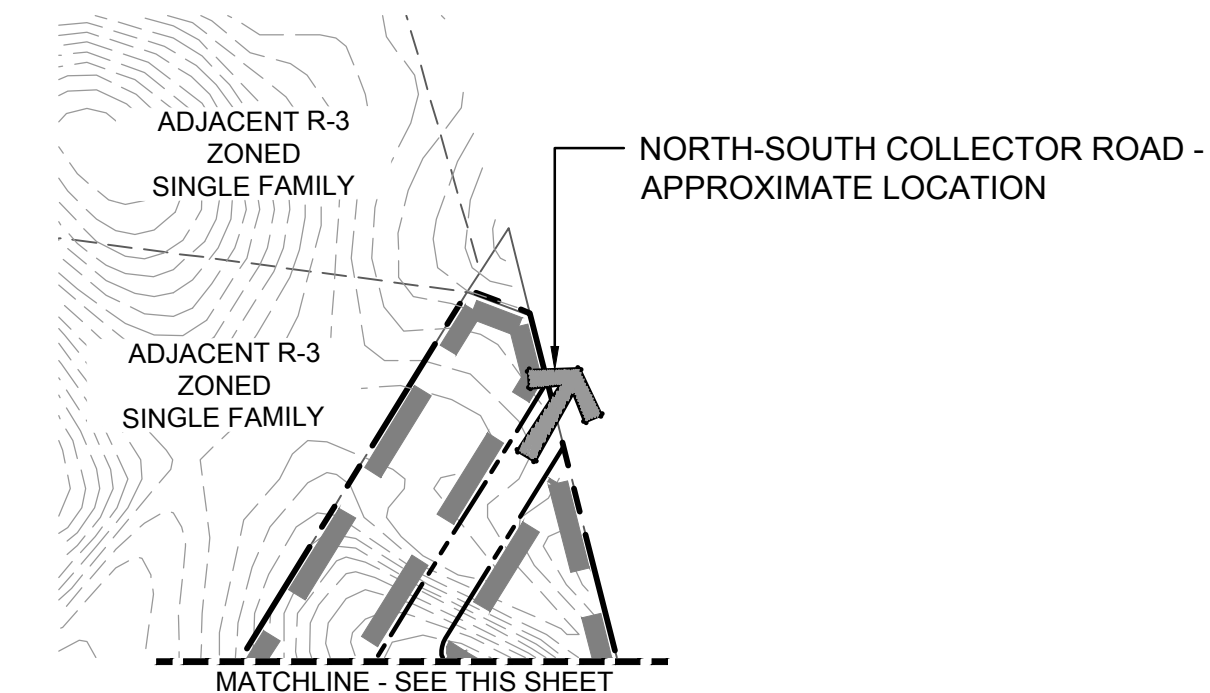 ADJACENT R-3
ZONED
SINGLE FAMILY
NORTH-SOUTH COLLECTOR ROAD -
APPROXIMATE LOCATION
ADJACENT R-3
ZONED
SINGLE FAMILY
MATCHLINE - SEE THIS SHEET